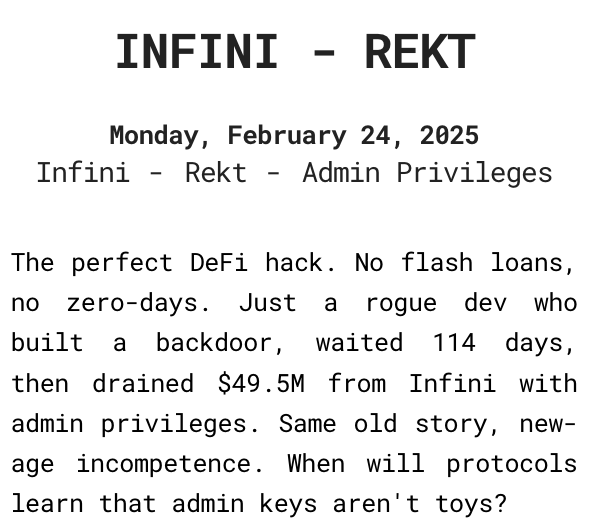 INFINI - REKT
Monday, February 24, 2025
Infini - Rekt - Admin Privileges
The perfect DeFi hack. No flash loans,
no zero-days. Just a rogue dev who
built a backdoor, waited 114 days,
then drained $49.5M from Infini with
admin privileges. Same old story, new-
age incompetence. When will protocols
learn that admin keys aren't toys?